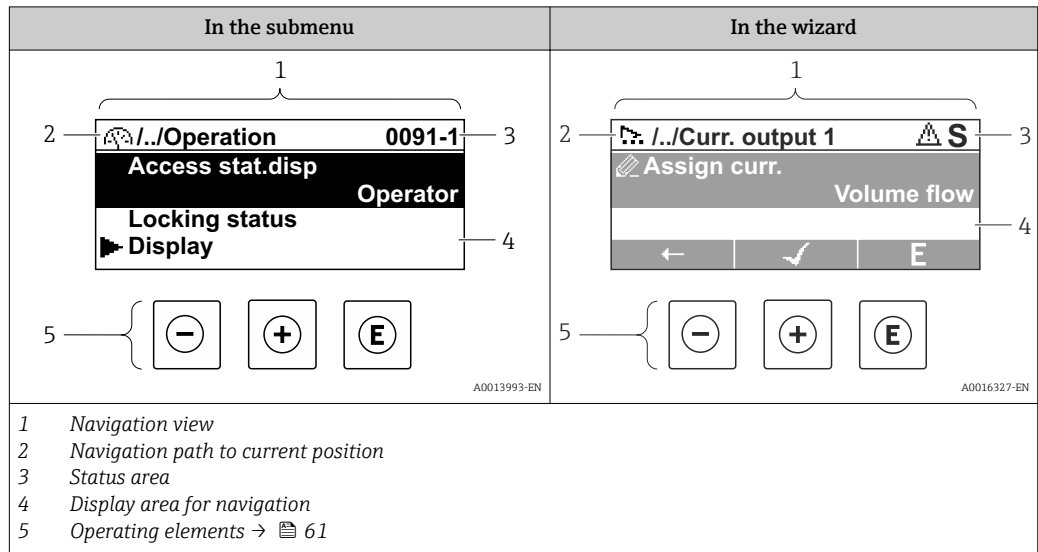 In the submenu
In the wizard
1
2
/../Operation 0091-1
3
Access stat.disp
Operator
Locking status
Display
4
5
- + E
A0013993-EN
1
2
/../Curr. output 1 S
3
Assign curr.
Volume flow
4
← ✓ E
5
- + E
A0016327-EN
1 Navigation view
2 Navigation path to current position
3 Status area
4 Display area for navigation
5 Operating elements → 61